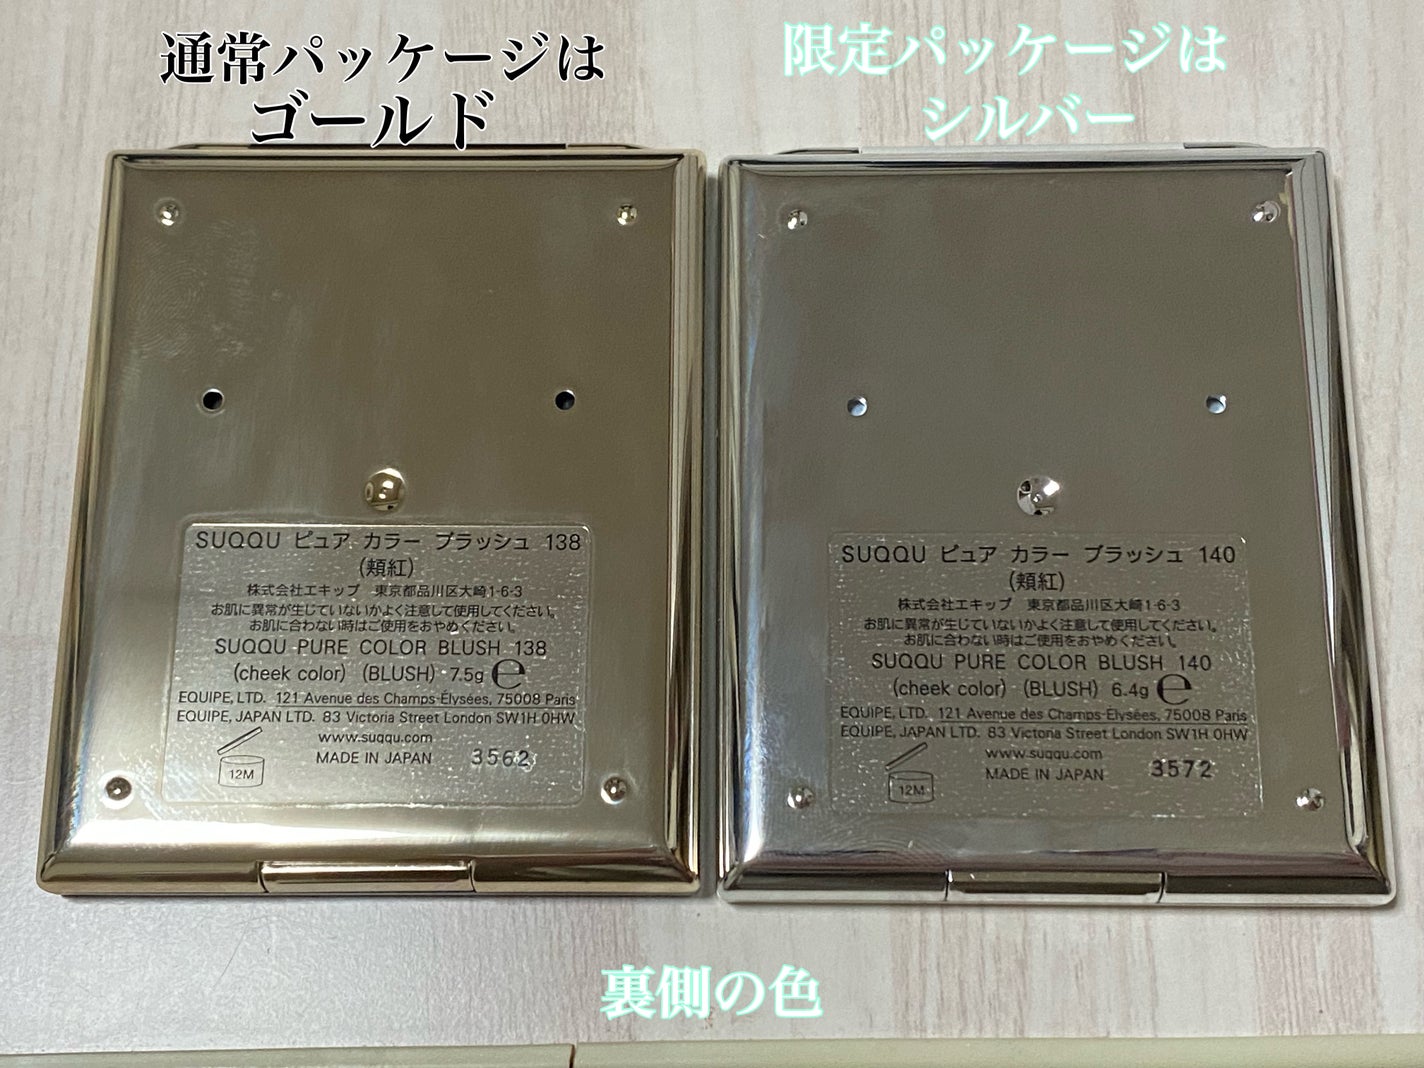 通常パッケージは
ゴールド
限定パッケージは
シルバー
SUQQU ピュア カラー ブラッシュ 138
(頬紅)
株式会社エキップ 東京都品川区大崎1-6-3
お肌に異常が生じていないかよく注意して使用してください。
お肌に合わない時はご使用をおやめください。
SUQQU PURE COLOR BLUSH 138
(cheek color) (BLUSH) 7.5g ℮
EQUIPE, LTD. 121 Avenue des Champs-Élysées, 75008 Paris
EQUIPE, JAPAN LTD. 83 Victoria Street London SW1H 0HW
www.suqqu.com
MADE IN JAPAN 3562
12M
SUQQU ピュア カラー ブラッシュ 140
(頬紅)
株式会社エキップ 東京都品川区大崎1-6-3
お肌に異常が生じていないかよく注意して使用してください。
お肌に合わない時はご使用をおやめください。
SUQQU PURE COLOR BLUSH 140
(cheek color) (BLUSH) 6.4g ℮
EQUIPE, LTD. 121 Avenue des Champs-Élysées, 75008 Paris
EQUIPE, JAPAN LTD. 83 Victoria Street London SW1H 0HW
www.suqqu.com
MADE IN JAPAN 3572
12M
裏側の色